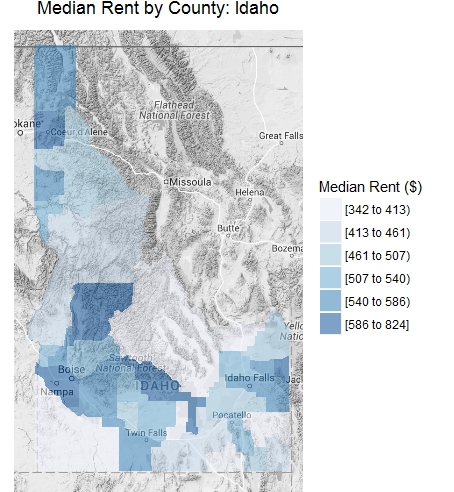 Median Rent by County: Idaho
Flathead
National Forest
okane
Coeur d'Alene
Great Falls
Missoula
Helena
Butte
Bozema
Yello
Natio
Sawtooth
National Forest
Boise
IDAHO
Idaho Falls
Jac
Nampa
Pocatello
Twin Falls
Median Rent ($)
[342 to 413)
[413 to 461)
[461 to 507)
[507 to 540)
[540 to 586)
[586 to 824]